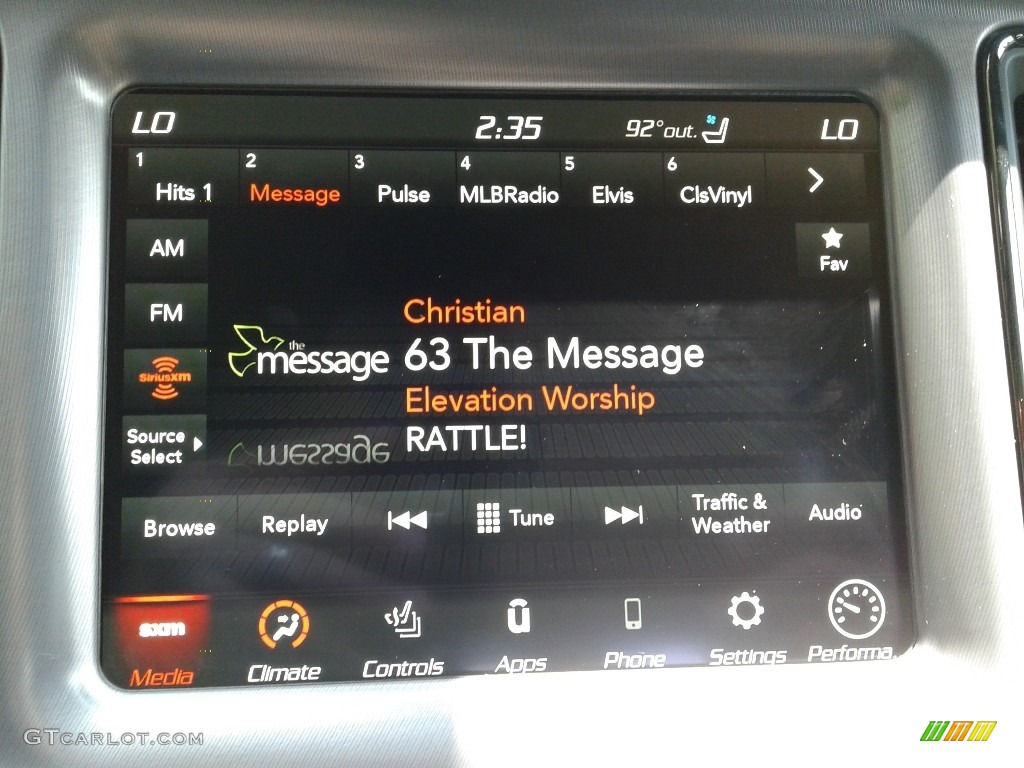 LO 2:35 92°out. LO
1 2 3 4 5 6
Hits 1 Message Pulse MLBRadio Elvis ClsVinyl
AM
Fav
FM
Christian
the
message
63 The Message
SiriusXM
Elevation Worship
Source
Select
RATTLE!
message
Browse Replay Tune Traffic &
Weather Audio
sxm
Media Climate Controls Apps Phone Settings Performa...
GTCARLOT.COM